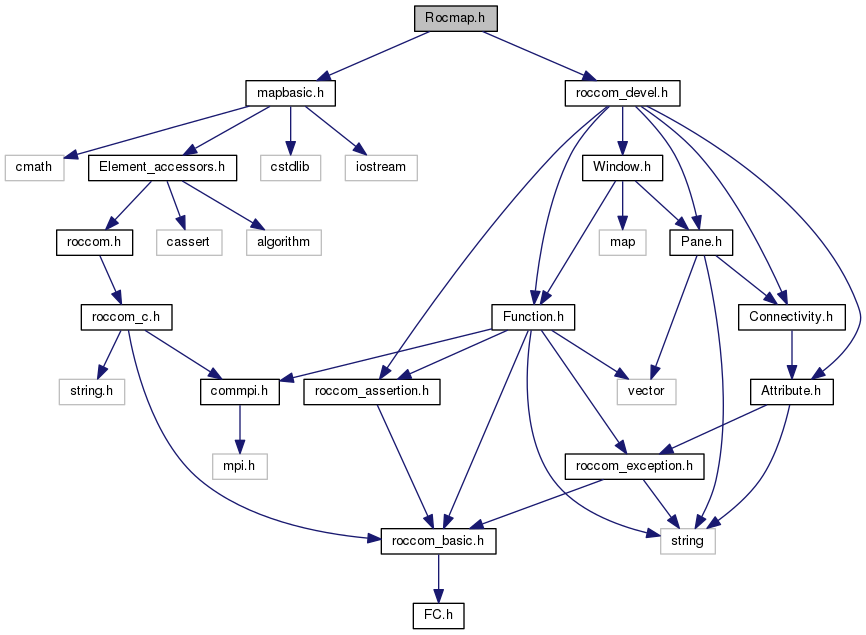 Rocmap.h
mapbasic.h
roccom_devel.h
cmath
Element_accessors.h
cstdlib
iostream
Window.h
roccom.h
cassert
algorithm
map
Pane.h
roccom_c.h
Function.h
Connectivity.h
string.h
commpi.h
roccom_assertion.h
vector
Attribute.h
mpi.h
roccom_exception.h
roccom_basic.h
string
FC.h